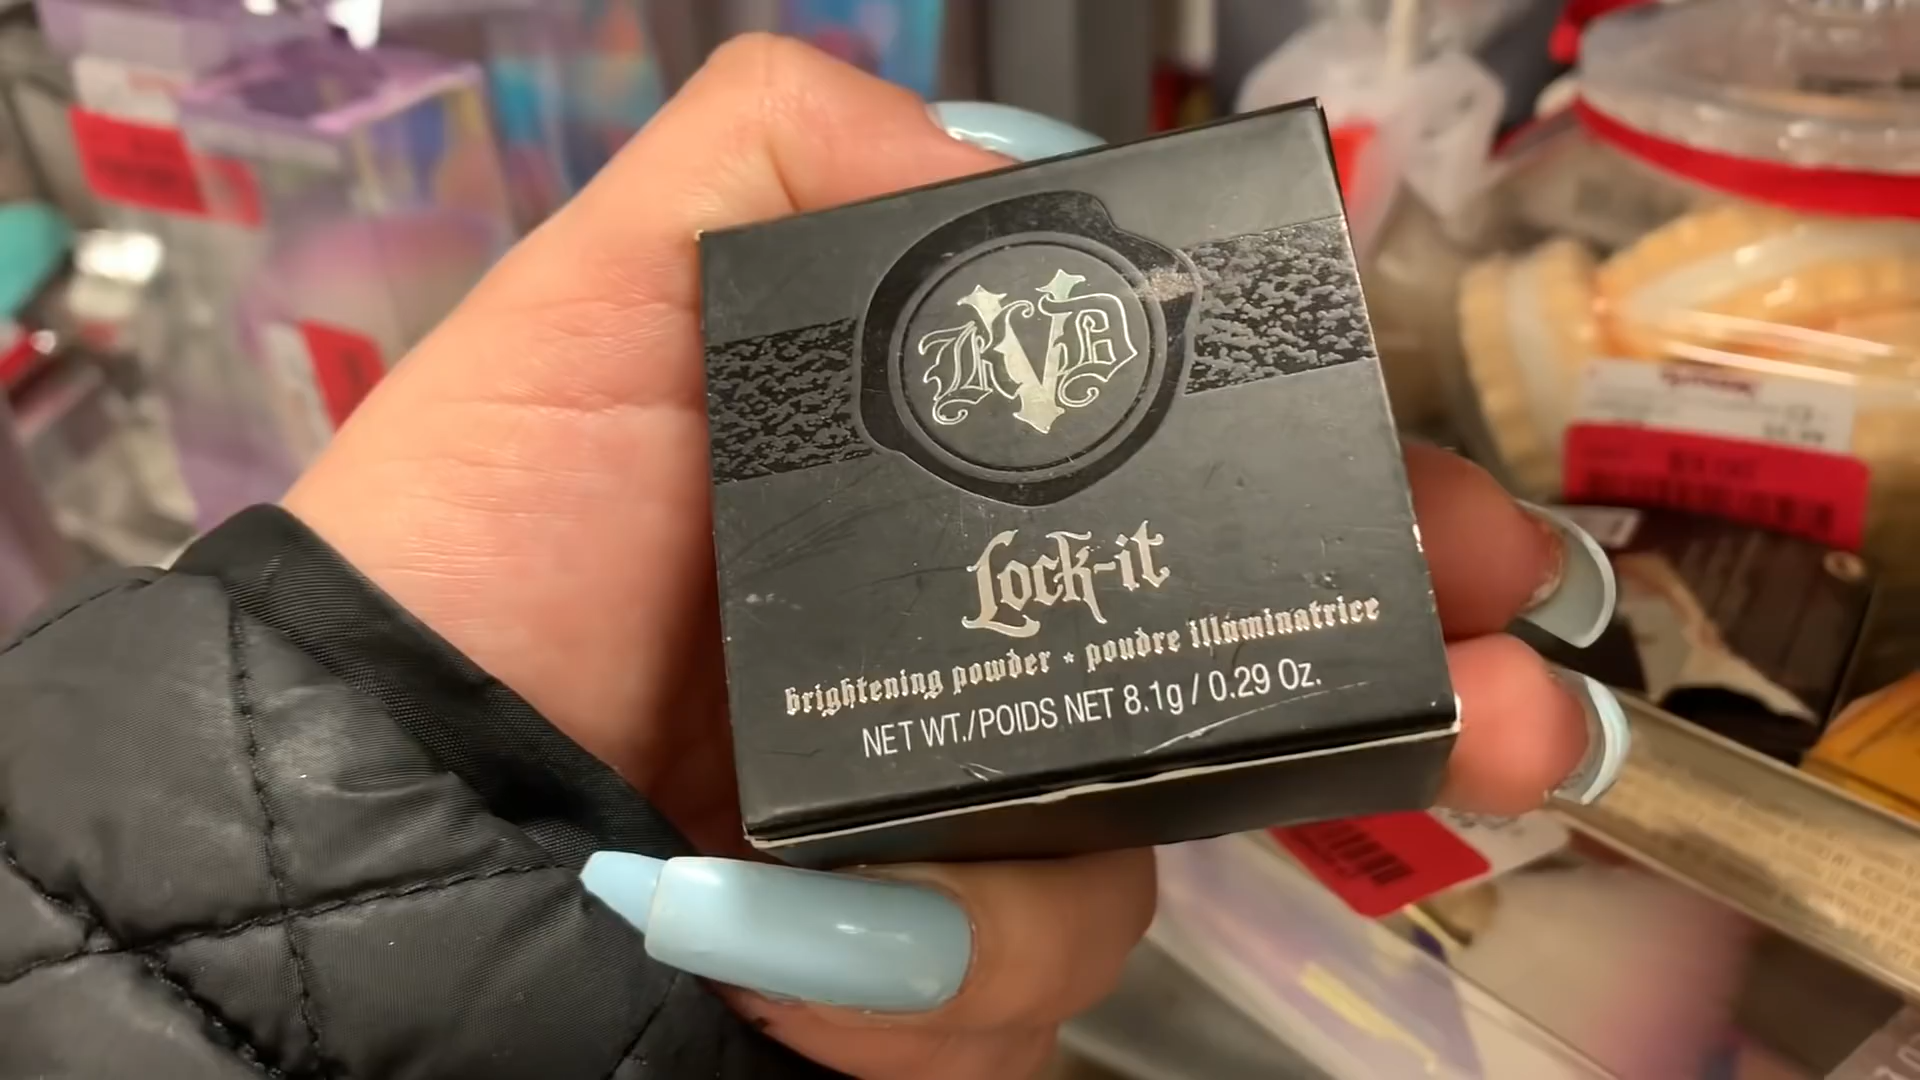 KVD
Lock-it
brightening powder * poudre illuminatrice
NET WT./POIDS NET 8.1g / 0.29 Oz.